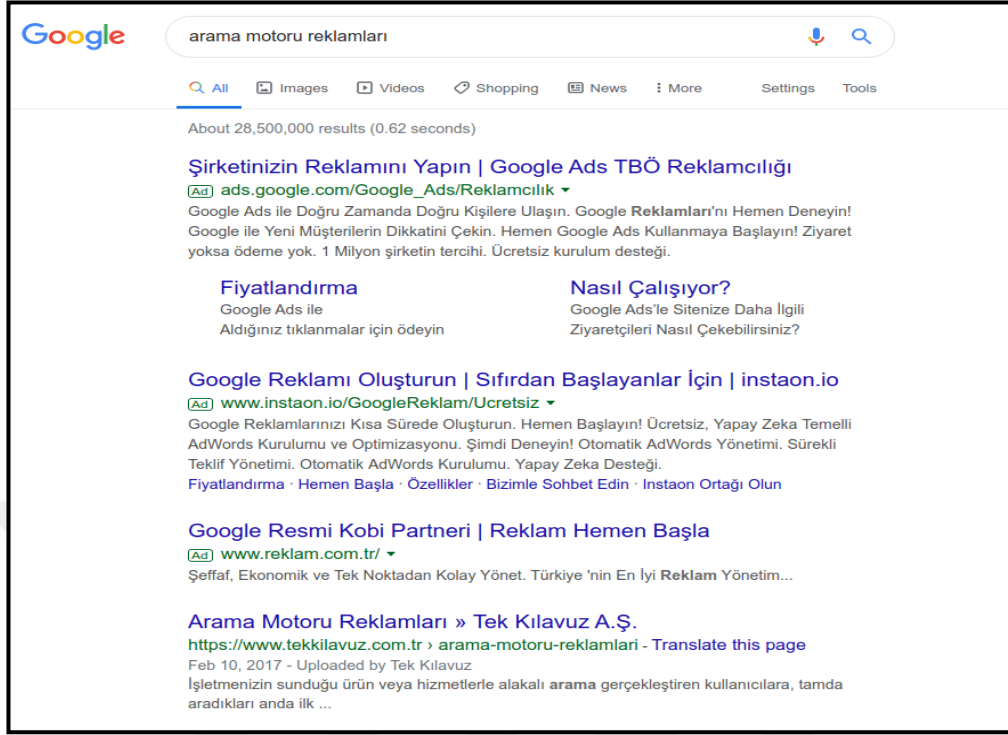 Google
arama motoru reklamları
All Images Videos Shopping News More Settings Tools
About 28,500,000 results (0.62 seconds)
Şirketinizin Reklamını Yapın | Google Ads TBÖ Reklamcılığı
Ad ads.google.com/Google_Ads/Reklamcılık
Google Ads ile Doğru Zamanda Doğru Kişilere Ulaşın. Google Reklamları'nı Hemen Deneyin!
Google ile Yeni Müşterilerin Dikkatini Çekin. Hemen Google Ads Kullanmaya Başlayın! Ziyaret
yoksa ödeme yok. 1 Milyon şirketin tercihi. Ücretsiz kurulum desteği.
Fiyatlandırma
Google Ads ile
Aldığınız tıklanmalar için ödeyin
Nasıl Çalışıyor?
Google Ads'le Sitenize Daha İlgili
Ziyaretçileri Nasıl Çekebilirsiniz?
Google Reklamı Oluşturun | Sıfırdan Başlayanlar İçin | instaon.io
Ad www.instaon.io/GoogleReklam/Ucretsiz
Google Reklamlarınızı Kısa Sürede Oluşturun. Hemen Başlayın! Ücretsiz, Yapay Zeka Temelli
AdWords Kurulumu ve Optimizasyonu. Şimdi Deneyin! Otomatik AdWords Yönetimi. Sürekli
Teklif Yönetimi. Otomatik AdWords Kurulumu. Yapay Zeka Desteği.
Fiyatlandırma · Hemen Başla · Özellikler · Bizimle Sohbet Edin · Instaon Ortağı Olun
Google Resmi Kobi Partneri | Reklam Hemen Başla
Ad www.reklam.com.tr/
Şeffaf, Ekonomik ve Tek Noktadan Kolay Yönet. Türkiye 'nin En İyi Reklam Yönetim...
Arama Motoru Reklamları » Tek Kılavuz A.Ş.
https://www.tekkilavuz.com.tr › arama-motoru-reklamlari - Translate this page
Feb 10, 2017 - Uploaded by Tek Kılavuz
İşletmenizin sunduğu ürün veya hizmetlerle alakalı arama gerçekleştiren kullanıcılara, tamda
aradıkları anda ilk ...